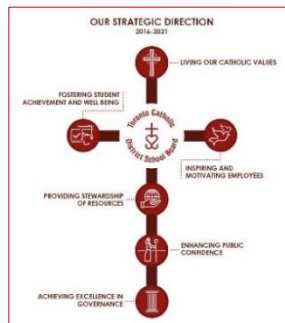 OUR STRATEGIC DIRECTION
2016-2021
LIVING OUR CATHOLIC VALUES
FOSTERING STUDENT
ACHIEVEMENT AND WELL BEING
Toronto Catholic
District School Board
INSPIRING AND
MOTIVATING EMPLOYEES
PROVIDING STEWARDSHIP
OF RESOURCES
ENHANCING PUBLIC
CONFIDENCE
ACHIEVING EXCELLENCE IN
GOVERNANCE